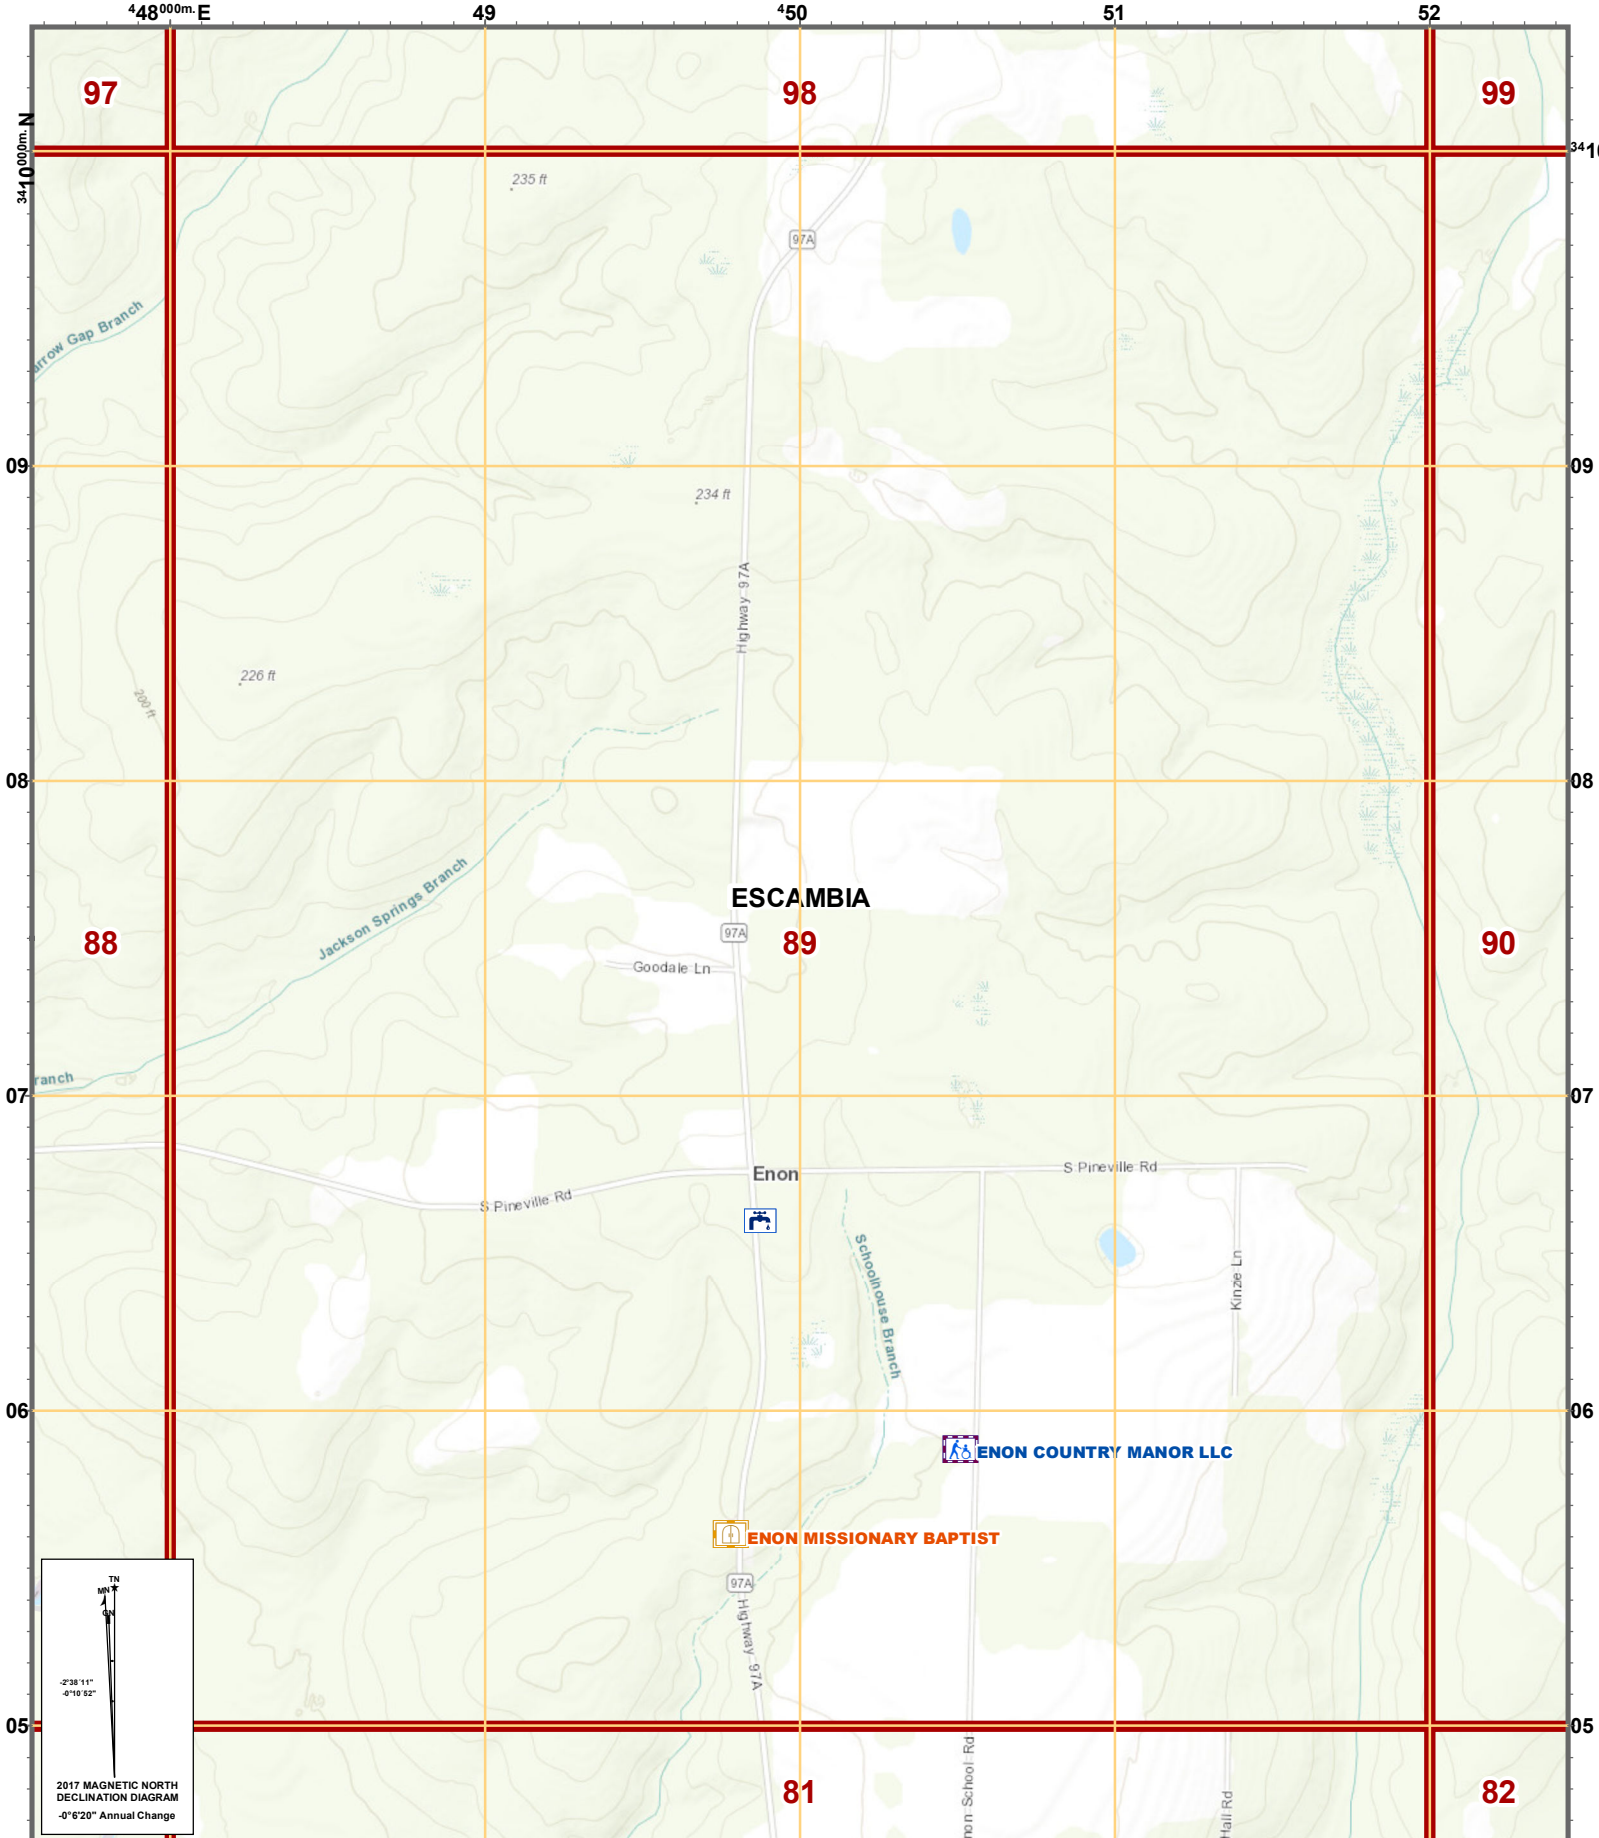 ⁴48⁰⁰⁰ᵐ·E 49 ⁴50 51 52
97 98 99
³⁴10⁰⁰⁰ᵐ·N
³⁴10
235 ft
97A
arrow Gap Branch
09 09
234 ft
Highway 97A
226 ft
200 ft
08 08
Jackson Springs Branch
ESCAMBIA
97A
88 89 90
Goodale Ln
ranch
07 07
S Pineville Rd
Enon
S Pineville Rd
Schoolhouse Branch
Kinzie Ln
06 06
ENON COUNTRY MANOR LLC
ENON MISSIONARY BAPTIST
97A
Highway 97A
TN
MN
GN
-2°38'11"
-0°10'52"
05 05
non School Rd
Hall Rd
81 82
2017 MAGNETIC NORTH
DECLINATION DIAGRAM
-0°6'20" Annual Change